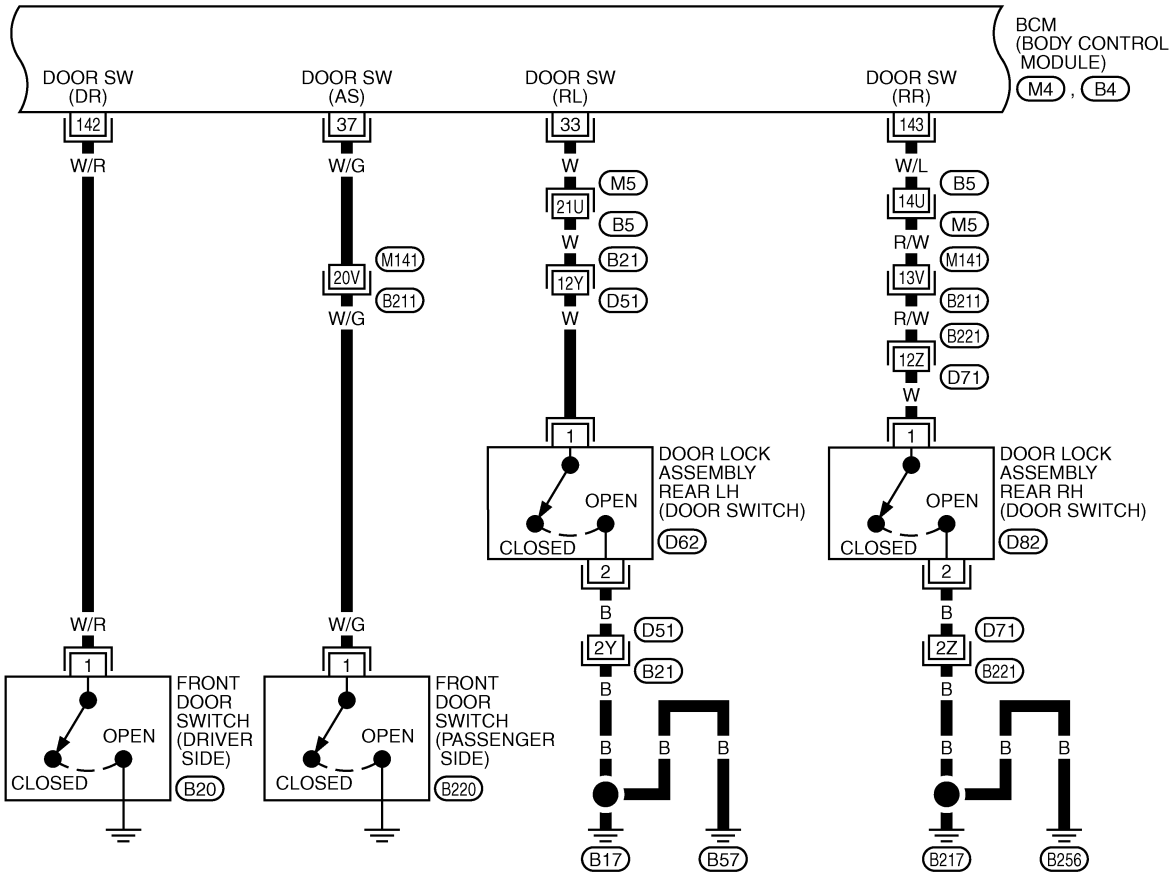 BCM
(BODY CONTROL
MODULE)
M4 , B4
DOOR SW
(DR)
DOOR SW
(AS)
DOOR SW
(RL)
DOOR SW
(RR)
142
37
33
143
W/R
W/G
W
W/L
M5
B5
21U
14U
B5
M5
W
R/W
M141
B21
M141
20V
12Y
13V
B211
D51
B211
W/G
W
R/W
B221
12Z
D71
W
1
1
DOOR LOCK
ASSEMBLY
REAR LH
(DOOR SWITCH)
D62
OPEN
CLOSED
2
DOOR LOCK
ASSEMBLY
REAR RH
(DOOR SWITCH)
D82
OPEN
CLOSED
2
B
B
W/R
W/G
D51
D71
2Y
2Z
B21
B221
B
B
1
1
FRONT
DOOR
SWITCH
(DRIVER
SIDE)
B20
OPEN
CLOSED
FRONT
DOOR
SWITCH
(PASSENGER
SIDE)
B220
OPEN
CLOSED
B B B
B B B
B17
B57
B217
B256